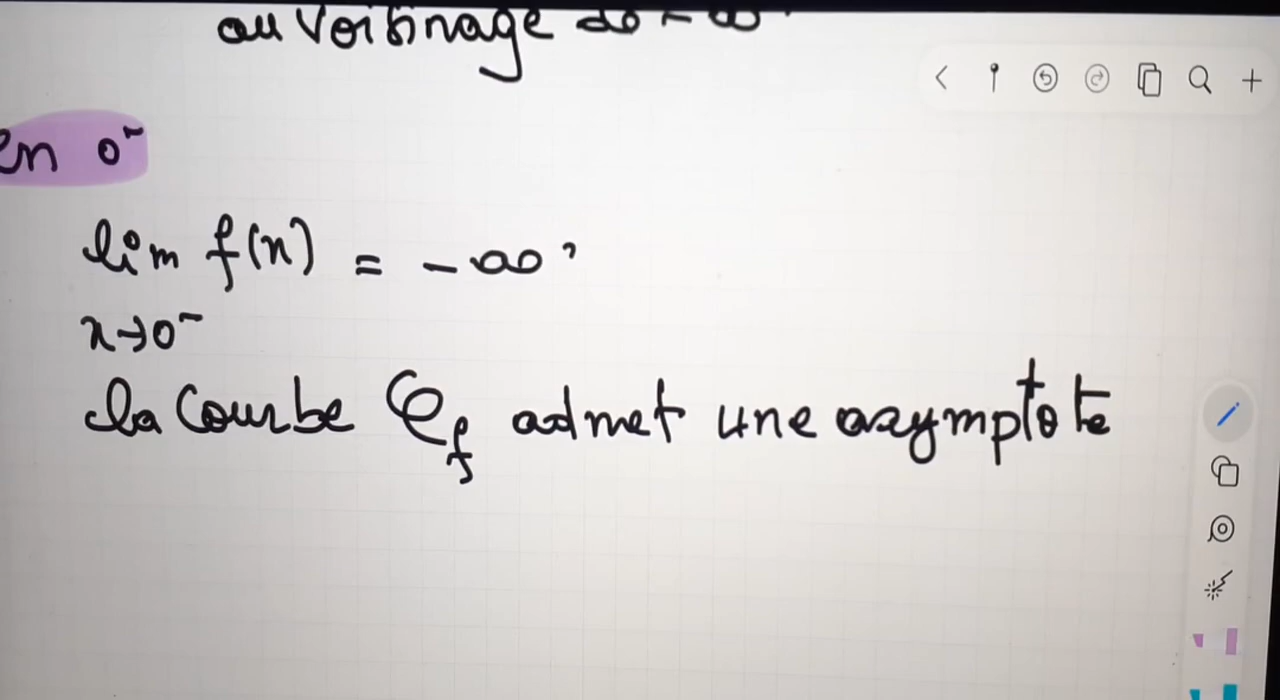 au voisinage de -∞
en 0⁻
lim f(x) = -∞,
x→0⁻
la courbe 𝒞f admet une asymptote